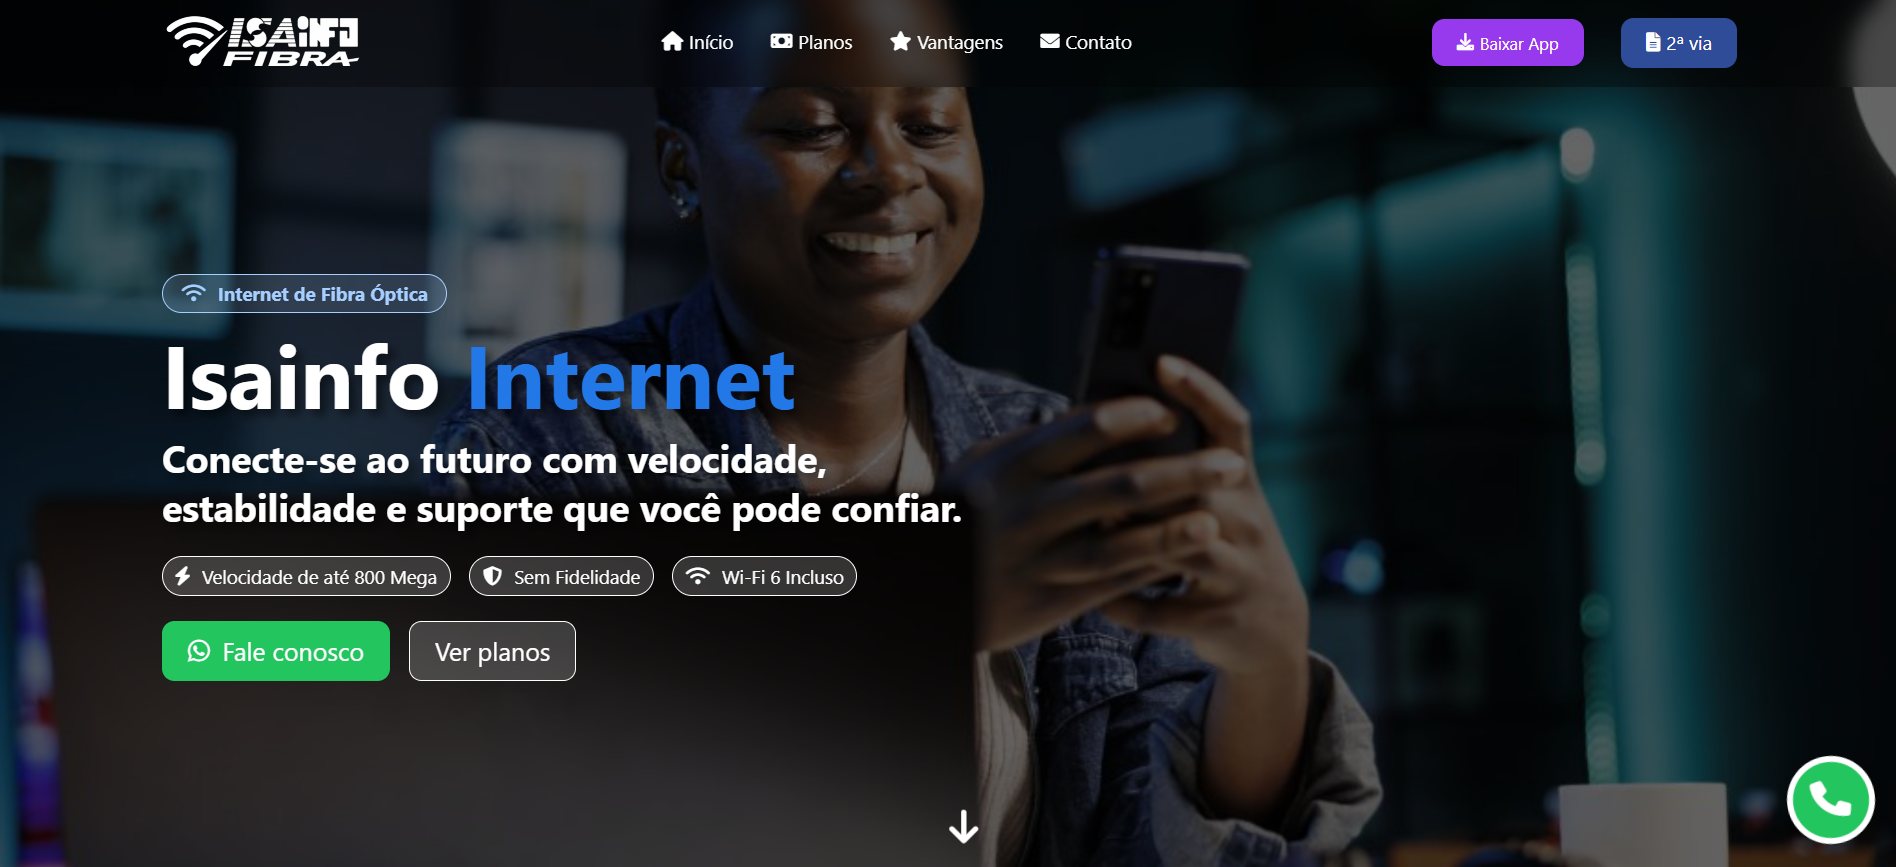 ISAINFO
FIBRA
Início
Planos
Vantagens
Contato
Baixar App
2ª via
Internet de Fibra Óptica
Isainfo Internet
Conecte-se ao futuro com velocidade,
estabilidade e suporte que você pode confiar.
Velocidade de até 800 Mega
Sem Fidelidade
Wi-Fi 6 Incluso
Fale conosco
Ver planos